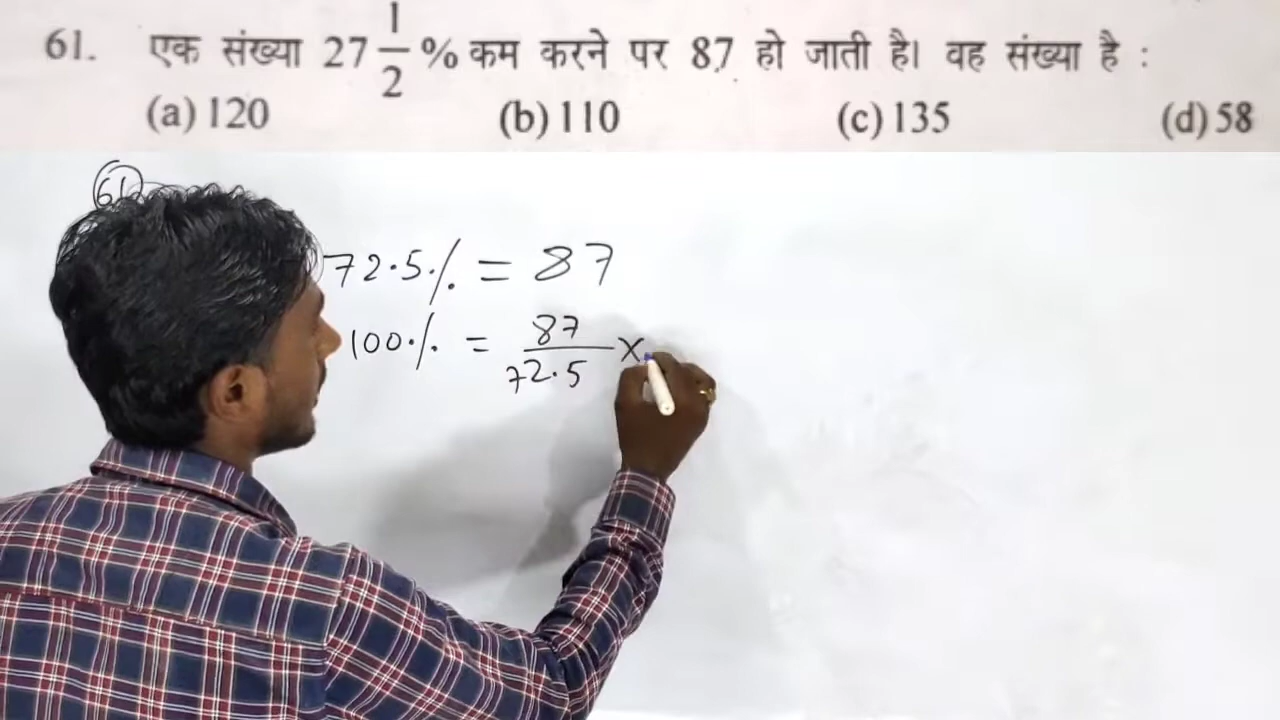 61. एक संख्या 27 1/2 % कम करने पर 87 हो जाती है। वह संख्या है :
(a) 120 (b) 110 (c) 135 (d) 58
61
72.5% = 87
100% = 87/72.5 ×